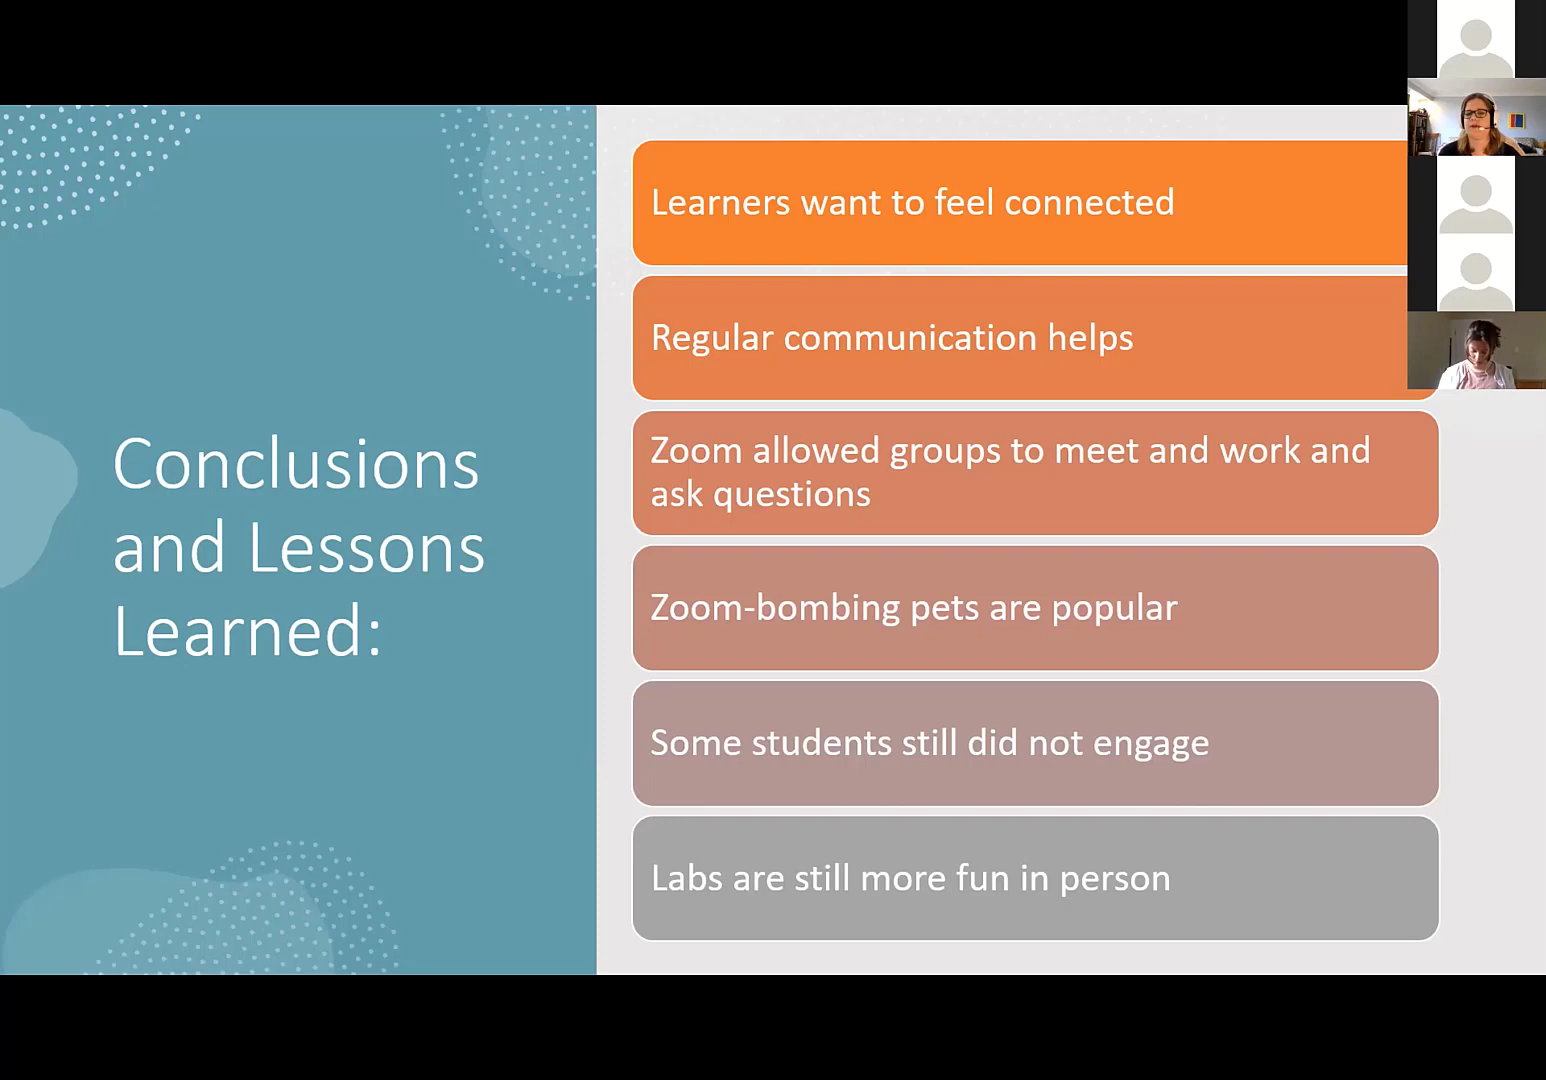 Conclusions
and Lessons
Learned:
Learners want to feel connected
Regular communication helps
Zoom allowed groups to meet and work and
ask questions
Zoom-bombing pets are popular
Some students still did not engage
Labs are still more fun in person